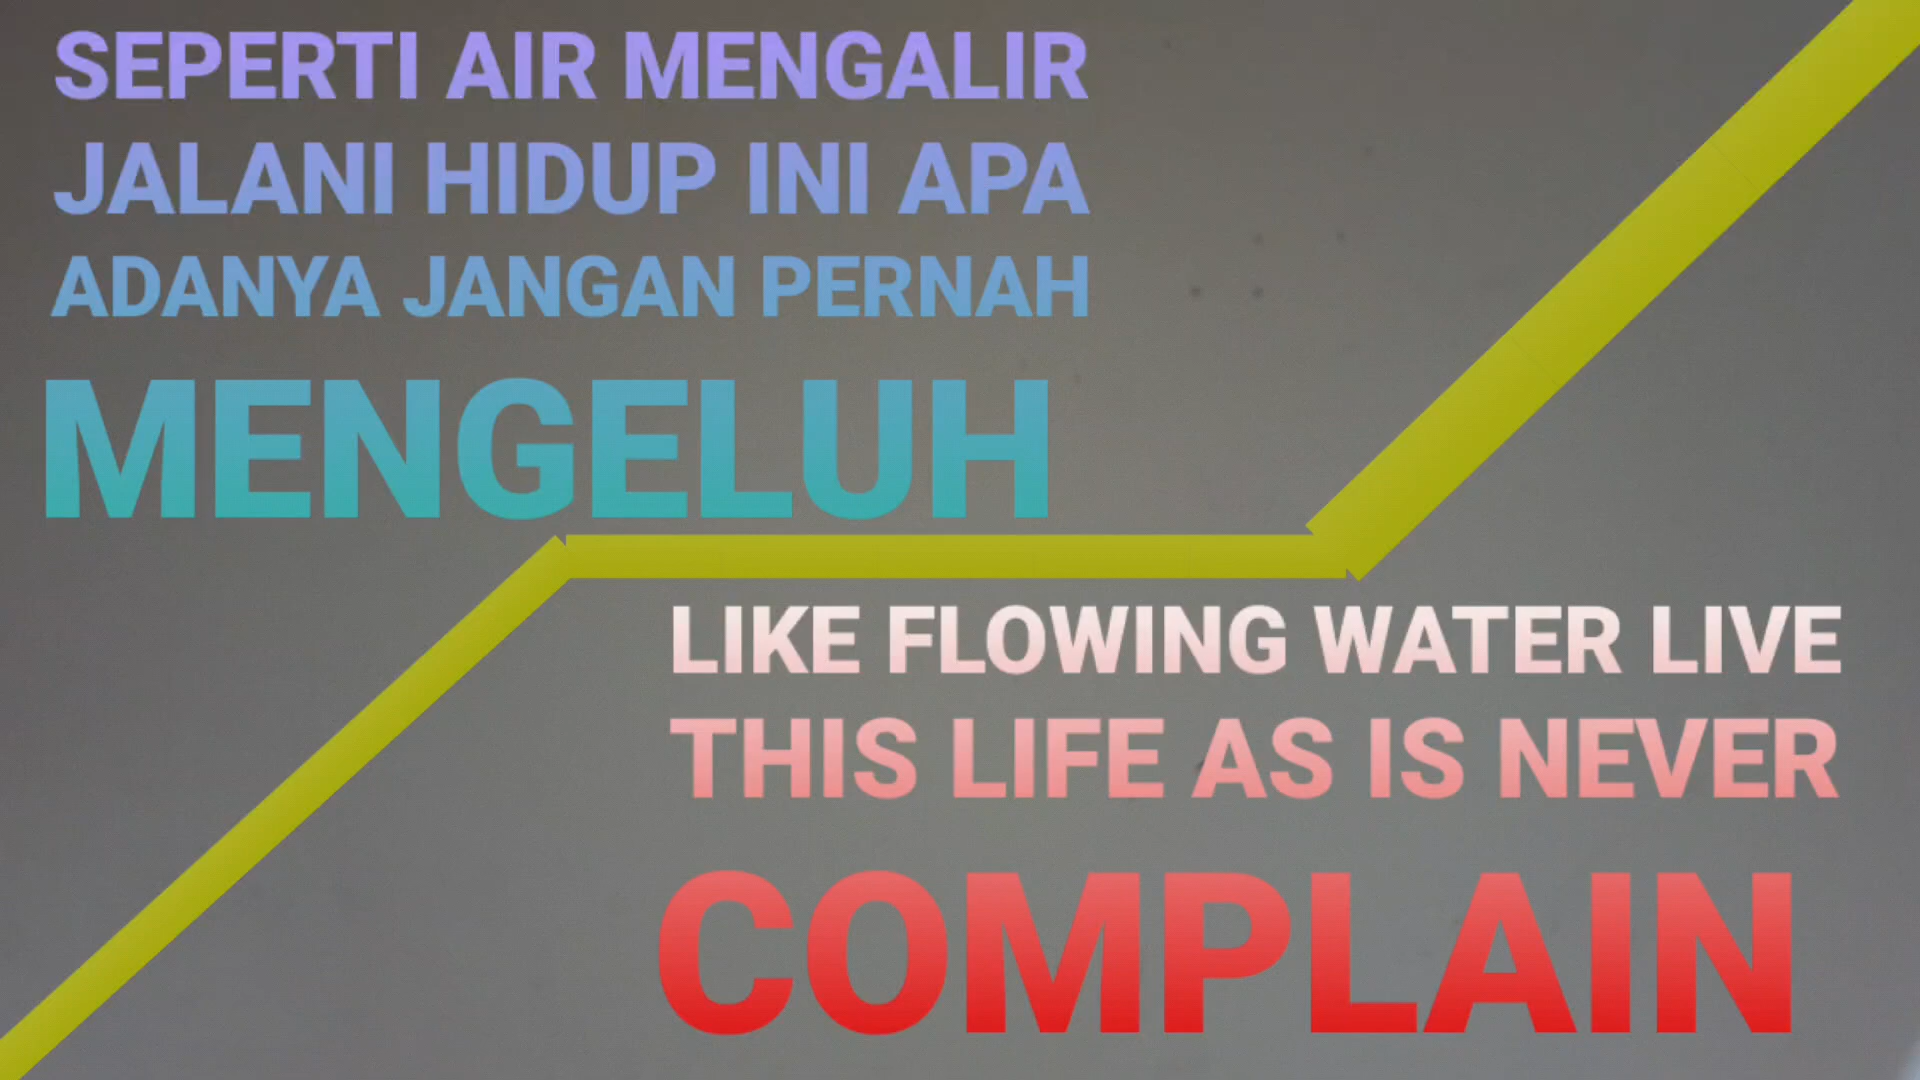 SEPERTI AIR MENGALIR
JALANI HIDUP INI APA
ADANYA JANGAN PERNAH
MENGELUH
LIKE FLOWING WATER LIVE
THIS LIFE AS IS NEVER
COMPLAIN